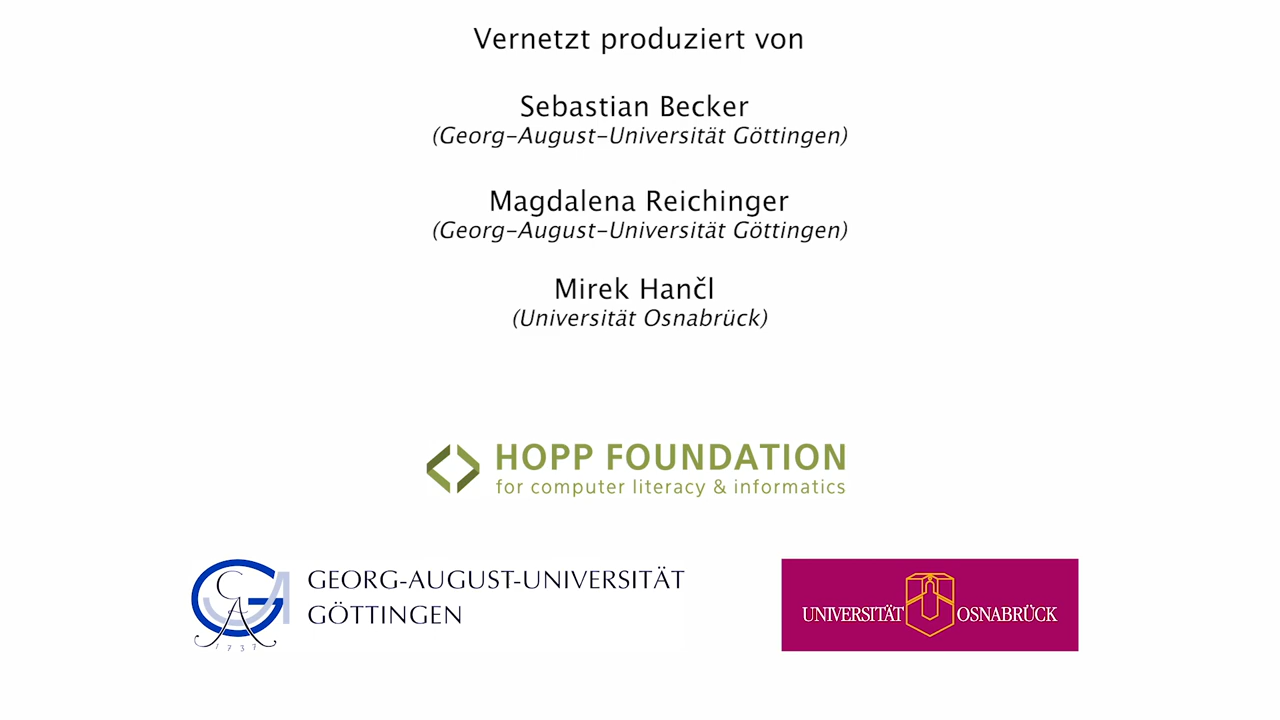 Vernetzt produziert von
Sebastian Becker
(Georg-August-Universität Göttingen)
Magdalena Reichinger
(Georg-August-Universität Göttingen)
Mirek Hančl
(Universität Osnabrück)
HOPP FOUNDATION
for computer literacy & informatics
GEORG-AUGUST-UNIVERSITÄT
GÖTTINGEN
1737
UNIVERSITÄT OSNABRÜCK